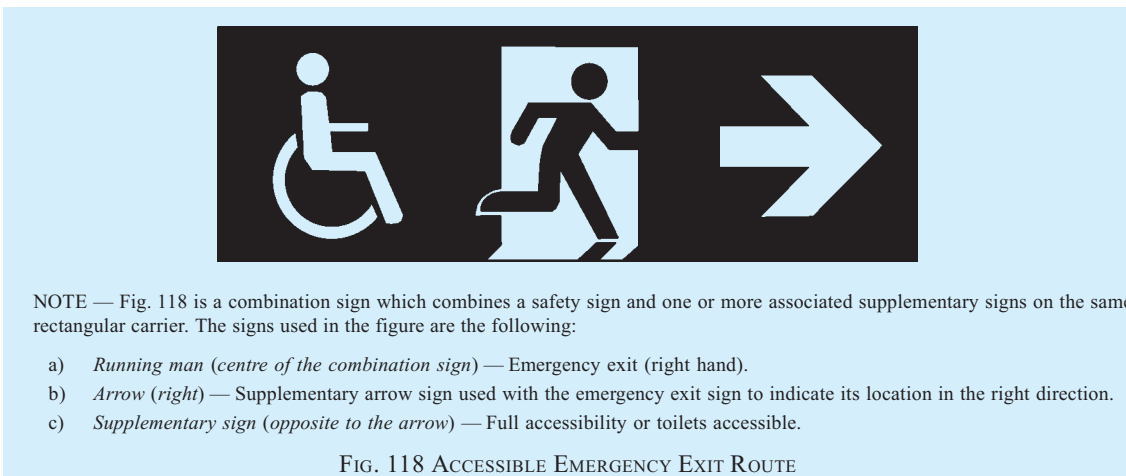 NOTE — Fig. 118 is a combination sign which combines a safety sign and one or more associated supplementary signs on the same
rectangular carrier. The signs used in the figure are the following:
a) Running man (centre of the combination sign) — Emergency exit (right hand).
b) Arrow (right) — Supplementary arrow sign used with the emergency exit sign to indicate its location in the right direction.
c) Supplementary sign (opposite to the arrow) — Full accessibility or toilets accessible.
FIG. 118 ACCESSIBLE EMERGENCY EXIT ROUTE